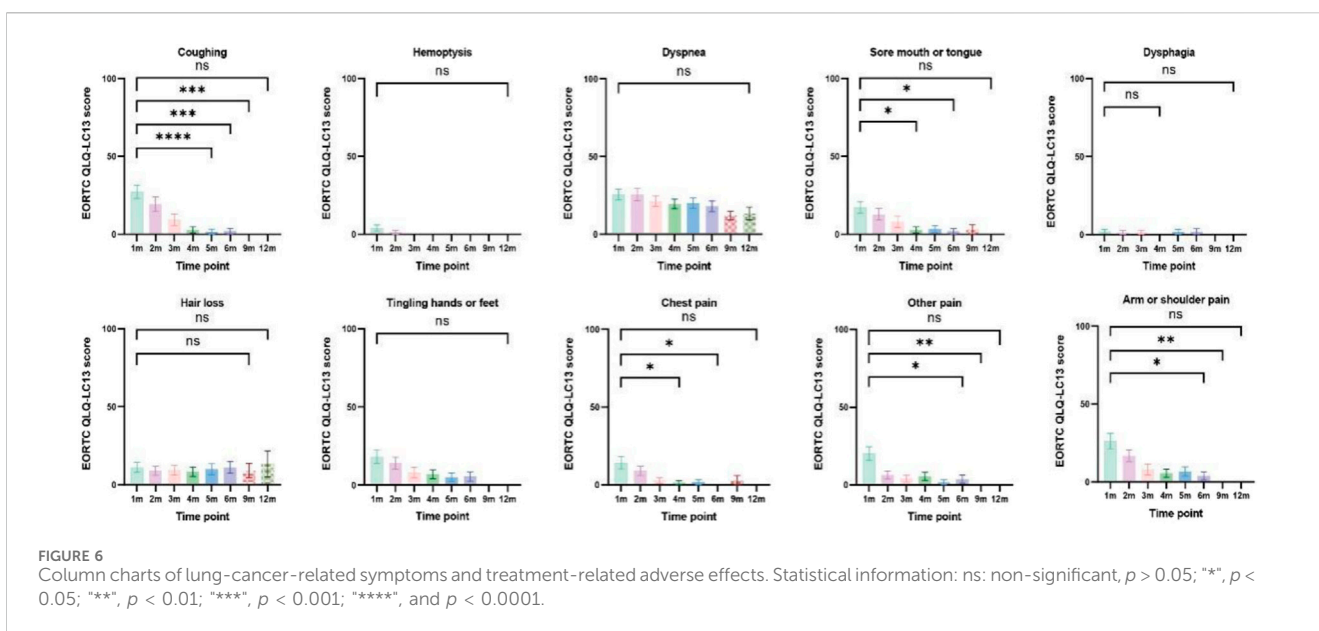 Coughing
ns
***
***
****
EORTC QLQ-LC13 score
100
50
0
1m 2m 3m 4m 5m 6m 9m 12m
Time point
Hemoptysis
ns
EORTC QLQ-LC13 score
100
50
0
1m 2m 3m 4m 5m 6m 9m 12m
Time point
Dyspnea
ns
EORTC QLQ-LC13 score
100
50
0
1m 2m 3m 4m 5m 6m 9m 12m
Time point
Sore mouth or tongue
ns
*
*
EORTC QLQ-LC13 score
100
50
0
1m 2m 3m 4m 5m 6m 9m 12m
Time point
Dysphagia
ns
ns
EORTC QLQ-LC13 score
100
50
0
1m 2m 3m 4m 5m 6m 9m 12m
Time point
Hair loss
ns
ns
EORTC QLQ-LC13 score
100
50
0
1m 2m 3m 4m 5m 6m 9m 12m
Time point
Tingling hands or feet
ns
EORTC QLQ-LC13 score
100
50
0
1m 2m 3m 4m 5m 6m 9m 12m
Time point
Chest pain
ns
*
*
EORTC QLQ-LC13 score
100
50
0
1m 2m 3m 4m 5m 6m 9m 12m
Time point
Other pain
ns
**
*
EORTC QLQ-LC13 score
100
50
0
1m 2m 3m 4m 5m 6m 9m 12m
Time point
Arm or shoulder pain
ns
**
*
EORTC QLQ-LC13 score
100
50
0
1m 2m 3m 4m 5m 6m 9m 12m
Time point
FIGURE 6
Column charts of lung-cancer-related symptoms and treatment-related adverse effects. Statistical information: ns: non-significant, p > 0.05; "*", p <
0.05; "**", p < 0.01; "***", p < 0.001; "****", and p < 0.0001.